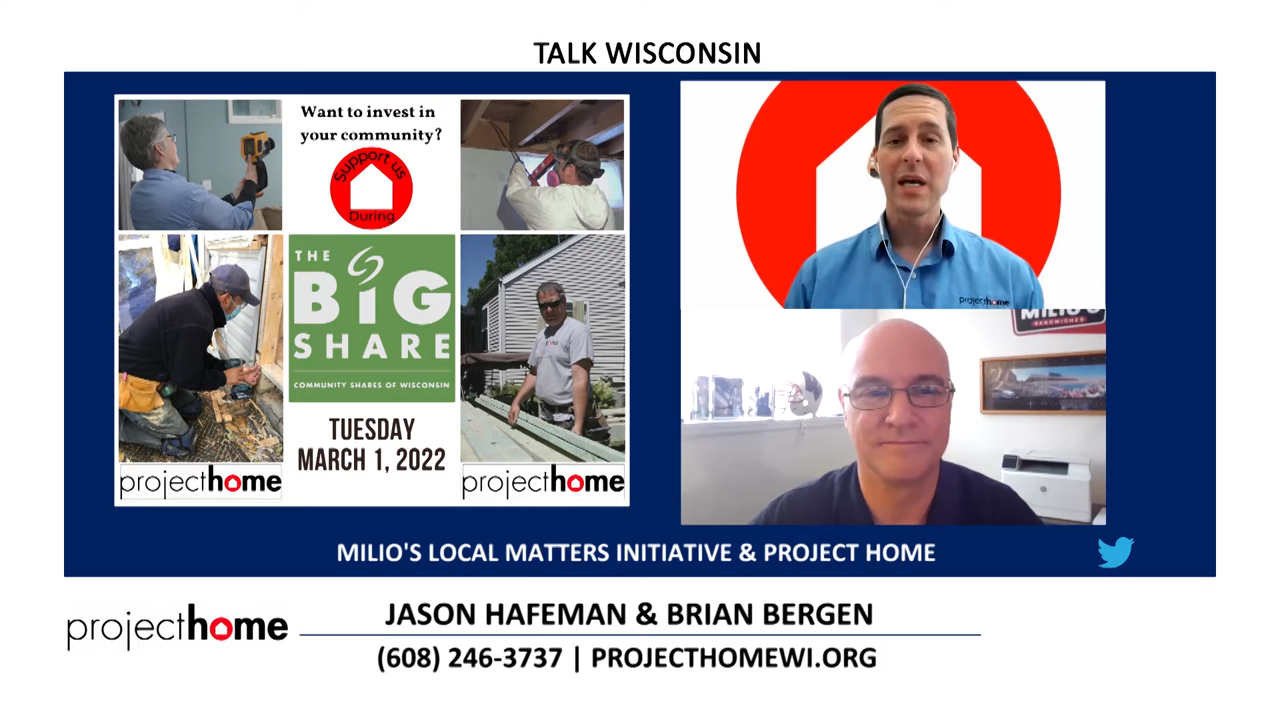 TALK WISCONSIN
Want to invest in
your community?
Support us
During
THE
BIG
SHARE
COMMUNITY SHARES OF WISCONSIN
TUESDAY
MARCH 1, 2022
projecthome
projecthome
projecthome
MILIO'S
SANDWICHES
MILIO'S LOCAL MATTERS INITIATIVE & PROJECT HOME
projecthome
JASON HAFEMAN & BRIAN BERGEN
(608) 246-3737 | PROJECTHOMEWI.ORG